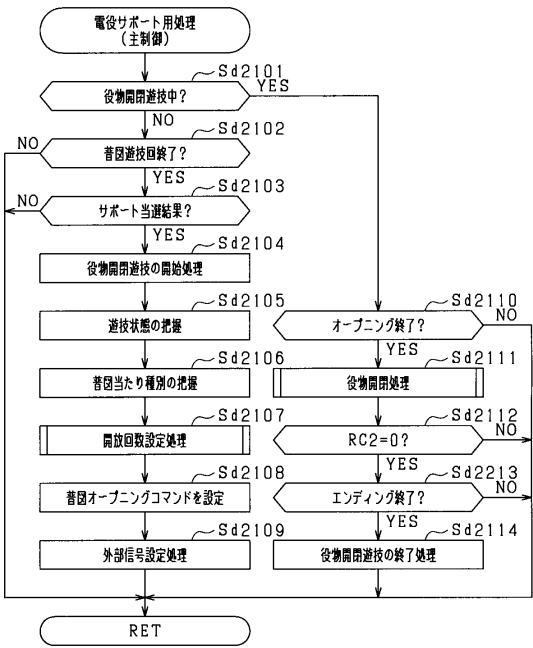 電役サポート用処理
(主制御)
Sd2101
役物開閉遊技中?
YES
NO
Sd2102
NO
普図遊技回終了?
YES
Sd2103
NO
サポート当選結果?
YES
Sd2104
役物開閉遊技の開始処理
Sd2105
遊技状態の把握
Sd2106
普図当たり種別の把握
Sd2107
開放回数設定処理
Sd2108
普図オープニングコマンドを設定
Sd2109
外部信号設定処理
Sd2110
オープニング終了?
NO
YES
Sd2111
役物開閉処理
Sd2112
RC2=0?
NO
YES
Sd2213
エンディング終了?
NO
YES
Sd2114
役物開閉遊技の終了処理
RET